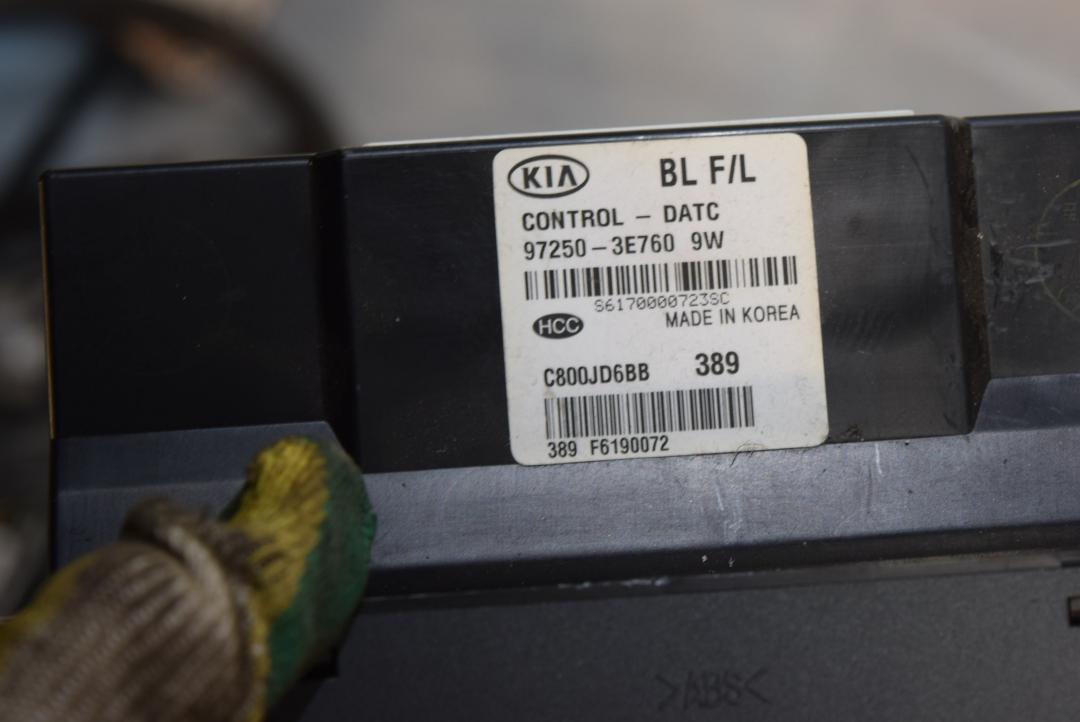 KIA BL F/L
CONTROL - DATC
97250-3E760 9W
S6170000723SC
HCC MADE IN KOREA
C800JD6BB 389
389 F6190072
>ABS<